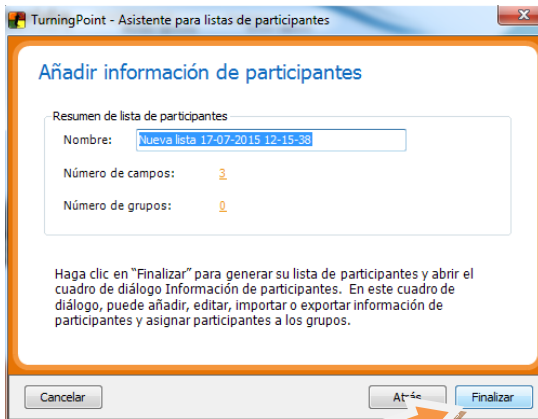 TurningPoint - Asistente para listas de participantes
Añadir información de participantes
Resumen de lista de participantes
Nombre: Nueva lista 17-07-2015 12-15-38
Número de campos: 3
Número de grupos: 0
Haga clic en "Finalizar" para generar su lista de participantes y abrir el
cuadro de diálogo Información de participantes. En este cuadro de
diálogo, puede añadir, editar, importar o exportar información de
participantes y asignar participantes a los grupos.
Cancelar Atrás Finalizar